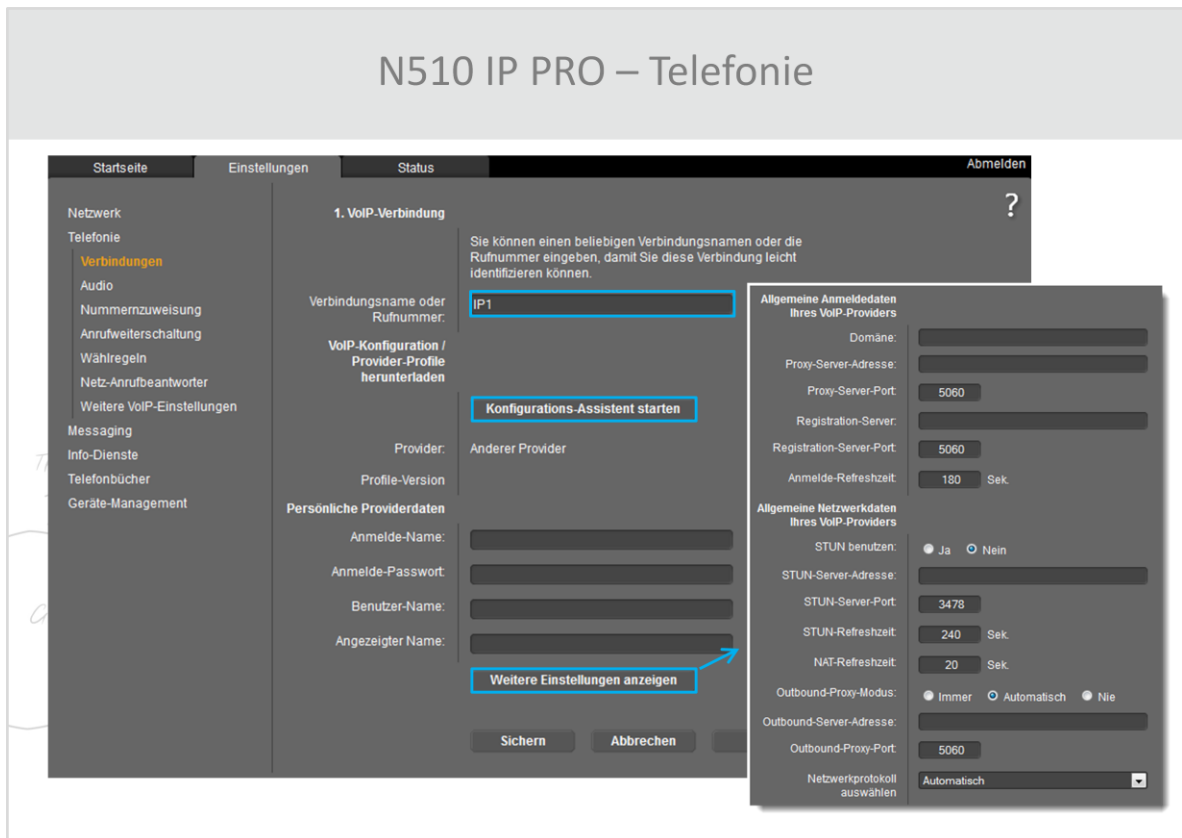 N510 IP PRO – Telefonie
Startseite
Einstellungen
Status
Abmelden
?
Netzwerk
Telefonie
Verbindungen
Audio
Nummernzuweisung
Anrufweiterschaltung
Wählregeln
Netz-Anrufbeantworter
Weitere VoIP-Einstellungen
Messaging
Info-Dienste
Telefonbücher
Geräte-Management
1. VoIP-Verbindung
Sie können einen beliebigen Verbindungsnamen oder die
Rufnummer eingeben, damit Sie diese Verbindung leicht
identifizieren können.
Verbindungsname oder
Rufnummer:
IP1
VoIP-Konfiguration /
Provider-Profile
herunterladen
Konfigurations-Assistent starten
Provider:
Anderer Provider
Profile-Version
Persönliche Providerdaten
Anmelde-Name:
Anmelde-Passwort:
Benutzer-Name:
Angezeigter Name:
Weitere Einstellungen anzeigen
Sichern
Abbrechen
Allgemeine Anmeldedaten
Ihres VoIP-Providers
Domäne:
Proxy-Server-Adresse:
Proxy-Server-Port:
5060
Registration-Server:
Registration-Server-Port:
5060
Anmelde-Refreshzeit:
180 Sek.
Allgemeine Netzwerkdaten
Ihres VoIP-Providers
STUN benutzen:
Ja Nein
STUN-Server-Adresse:
STUN-Server-Port:
3478
STUN-Refreshzeit:
240 Sek.
NAT-Refreshzeit:
20 Sek.
Outbound-Proxy-Modus:
Immer Automatisch Nie
Outbound-Server-Adresse:
Outbound-Proxy-Port:
5060
Netzwerkprotokoll
auswählen
Automatisch